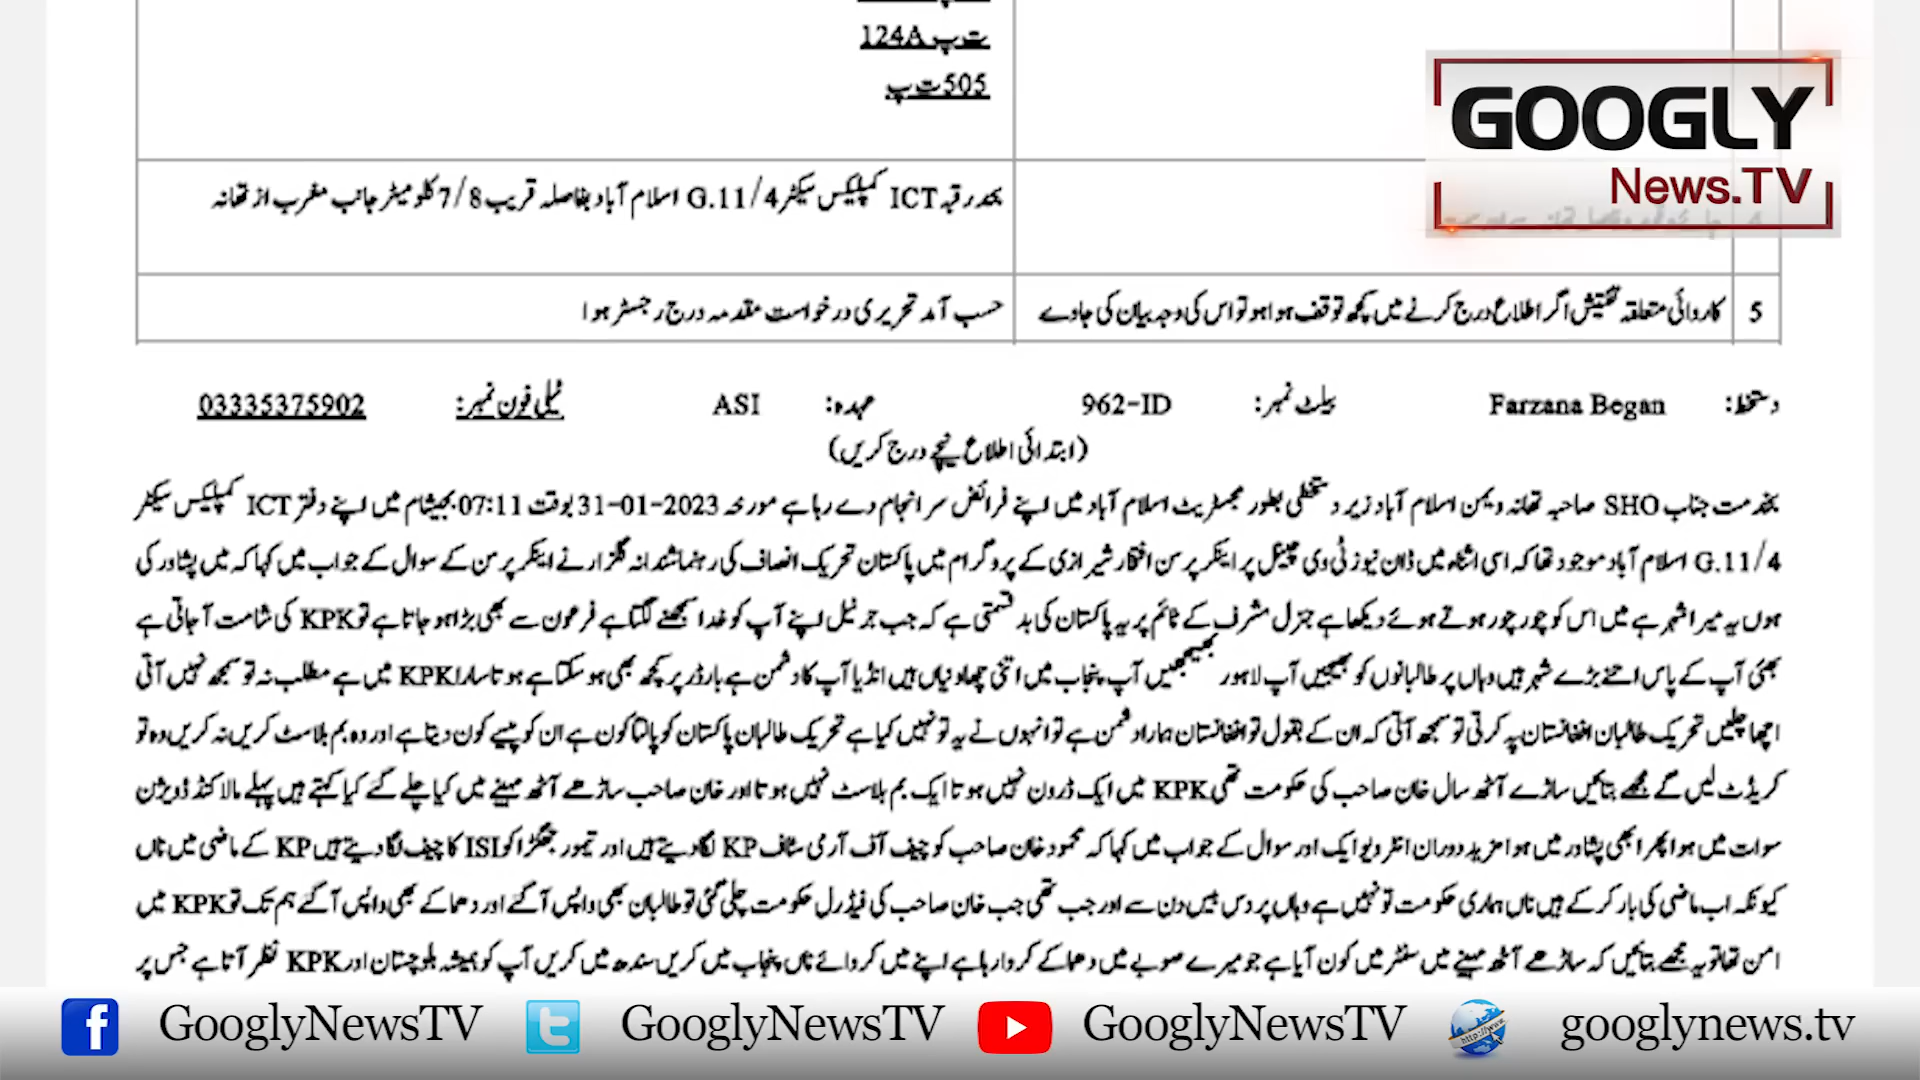 124A ت پ
505 ت پ
GOOGLY
News.TV
بحد رقبہ ICT کمپلیکس سیکٹر G.11/4 اسلام آباد بفاصلہ قریب 7/8 کلو میٹر جانب مغرب از تھانہ
5 کاروائی متعلقہ تفتیش اگر اطلاع درج کرنے میں کچھ توقف ہوا ہو تو اس کی وجہ بیان کی جاوے حسب آمد تحریری درخواست مقدمہ درج رجسٹر ہوا
دستخط: Farzana Began بیلٹ نمبر: 962-ID عہدہ: ASI ٹیلی فون نمبر: 03335375902
(ابتدائی اطلاع نیچے درج کریں)
بخدمت جناب SHO صاحبہ تھانہ ویمن اسلام آباد زیر دستخطی بطور مجسٹریٹ اسلام آباد میں اپنے فرائض سر انجام دے رہا ہے مورخہ 31-01-2023 بوقت 07:11 بجے شام میں اپنے دفتر ICT کمپلیکس سیکٹر
G.11/4 اسلام آباد موجود تھا کہ اسی اثناء میں ڈان نیوز ٹی وی چینل پر اینکر پرسن افتخار شیرازی کے پروگرام میں پاکستان تحریک انصاف کی رہنما شندانہ گلزار نے اینکر پرسن کے سوال کے جواب میں کہا کہ میں پشاور کی
ہوں یہ میرا شہر ہے میں اس کو چور چور ہوتے ہوئے دیکھا ہے جنرل مشرف کے ٹائم پر یہ پاکستان کی بد قسمتی ہے کہ جب جرنیل اپنے آپ کو خدا سمجھنے لگتا ہے فرعون سے بھی بڑا ہو جاتا ہے تو KPK کی شامت آ جاتی ہے
بھئی آپ کے پاس اتنے بڑے شہر ہیں وہاں پر طالبانوں کو بھیجیں آپ لاہور بھیجیں آپ پنجاب میں اتنی چھاونیاں ہیں انڈیا آپ کا دشمن ہے بارڈر پر کچھ بھی ہو سکتا ہے ہوتا سارا KPK میں ہے مطلب نہ تو سمجھ نہیں آتی
اچھا چلیں تحریک طالبان افغانستان یہ کرتی تو سمجھ آتی کہ ان کے بقول تو افغانستان ہمارا دشمن ہے تو انہوں نے یہ تو نہیں کیا ہے تحریک طالبان پاکستان کو پالتا کون ہے ان کو پیسے کون دیتا ہے اور وہ بم بلاسٹ کریں نہ کریں وہ تو
کریڈٹ لیں گے مجھے بتائیں ساڑے آٹھ سال خان صاحب کی حکومت تھی KPK میں ایک ڈرون نہیں ہوتا ایک بم بلاسٹ نہیں ہوتا اور خان صاحب ساڑھے آٹھ مہینے میں کیا چلے گئے کیا کہتے ہیں پہلے مالاکنڈ ڈویژن
سوات میں ہوا پھر ابھی پشاور میں ہوا مزید دوران انٹرویو ایک اور سوال کے جواب میں کہا کہ محمود خان صاحب کو چیف آف آرمی سٹاف KP لگا دیتے ہیں اور تیمور جھگڑا کو ISI کا چیف لگا دیتے ہیں KP کے ماضی میں ناں
کیونکہ اب ماضی کی بار کر کے ہیں ناں ہماری حکومت تو نہیں ہے وہاں پر دس بیس دن سے اور جب تھی جب خان صاحب کی فیڈرل حکومت چلی گئی تو طالبان بھی واپس آ گئے اور دھماکے بھی واپس آ گئے ہم تک تو KPK میں
امن تھا تو یہ مجھے بتائیں کہ ساڑھے آٹھ مہینے میں سنٹر میں کون آیا ہے جو میرے صوبے میں دھماکے کروا رہا ہے اپنے میں کروائے ناں پنجاب میں کریں سندھ میں کریں آپ کو ہمیشہ بلوچستان اور KPK نظر آتا ہے جس پر
GooglyNewsTV GooglyNewsTV GooglyNewsTV googlynews.tv